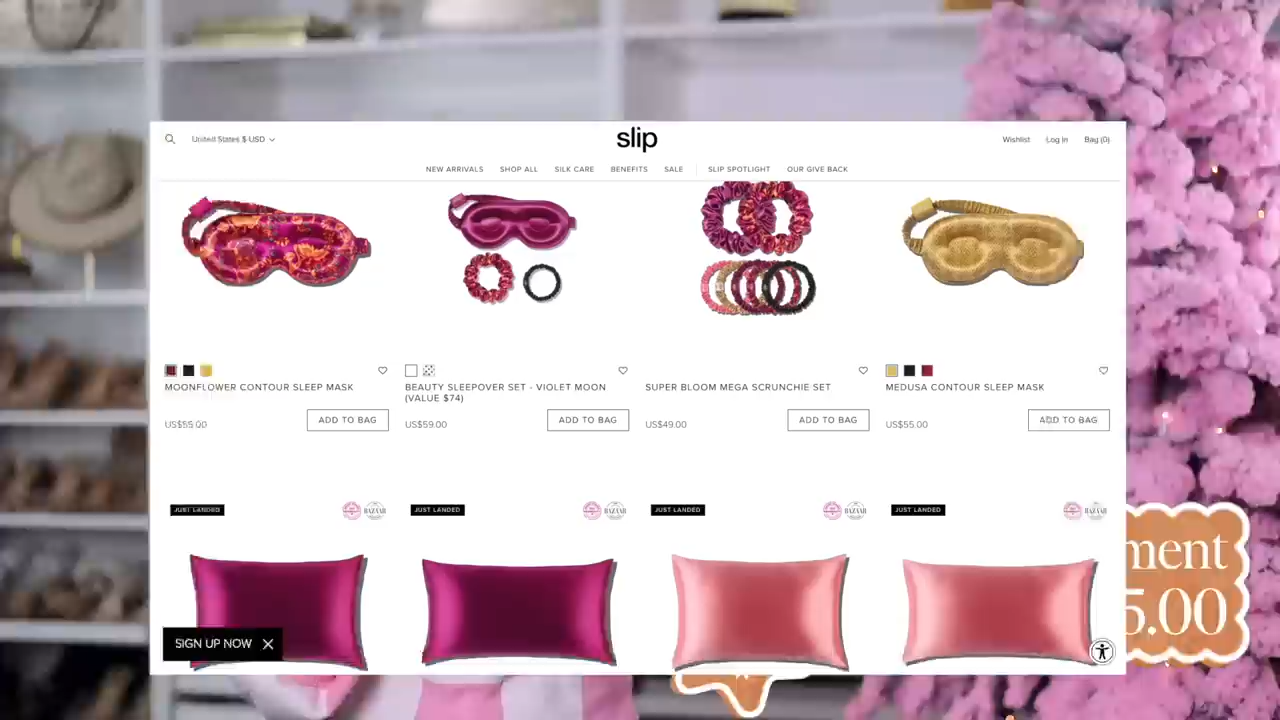 United States $ USD
slip
Wishlist
Log In
Bag (0)
NEW ARRIVALS
SHOP ALL
SILK CARE
BENEFITS
SALE
SLIP SPOTLIGHT
OUR GIVE BACK
MOONFLOWER CONTOUR SLEEP MASK
US$55.00
ADD TO BAG
BEAUTY SLEEPOVER SET - VIOLET MOON
(VALUE $74)
US$59.00
ADD TO BAG
SUPER BLOOM MEGA SCRUNCHIE SET
US$49.00
ADD TO BAG
MEDUSA CONTOUR SLEEP MASK
US$55.00
ADD TO BAG
JUST LANDED
BAZAAR
JUST LANDED
BAZAAR
JUST LANDED
BAZAAR
JUST LANDED
BAZAAR
SIGN UP NOW
ment
5.00